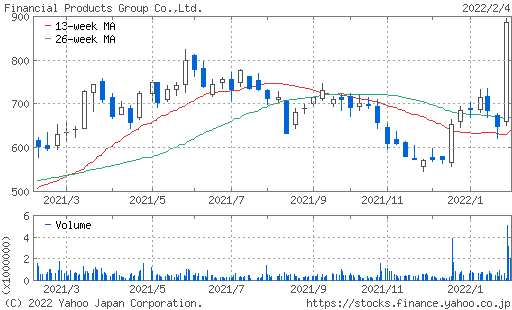 Financial Products Group Co.,Ltd. 2022/2/4
900
13-week MA
26-week MA
800
700
600
500
2021/3 2021/5 2021/7 2021/9 2021/11 2022/1
6
Volume
4
2
0
(x1000000)
2021/3 2021/5 2021/7 2021/9 2021/11 2022/1
(C) 2022 Yahoo Japan Corporation. https://stocks.finance.yahoo.co.jp/